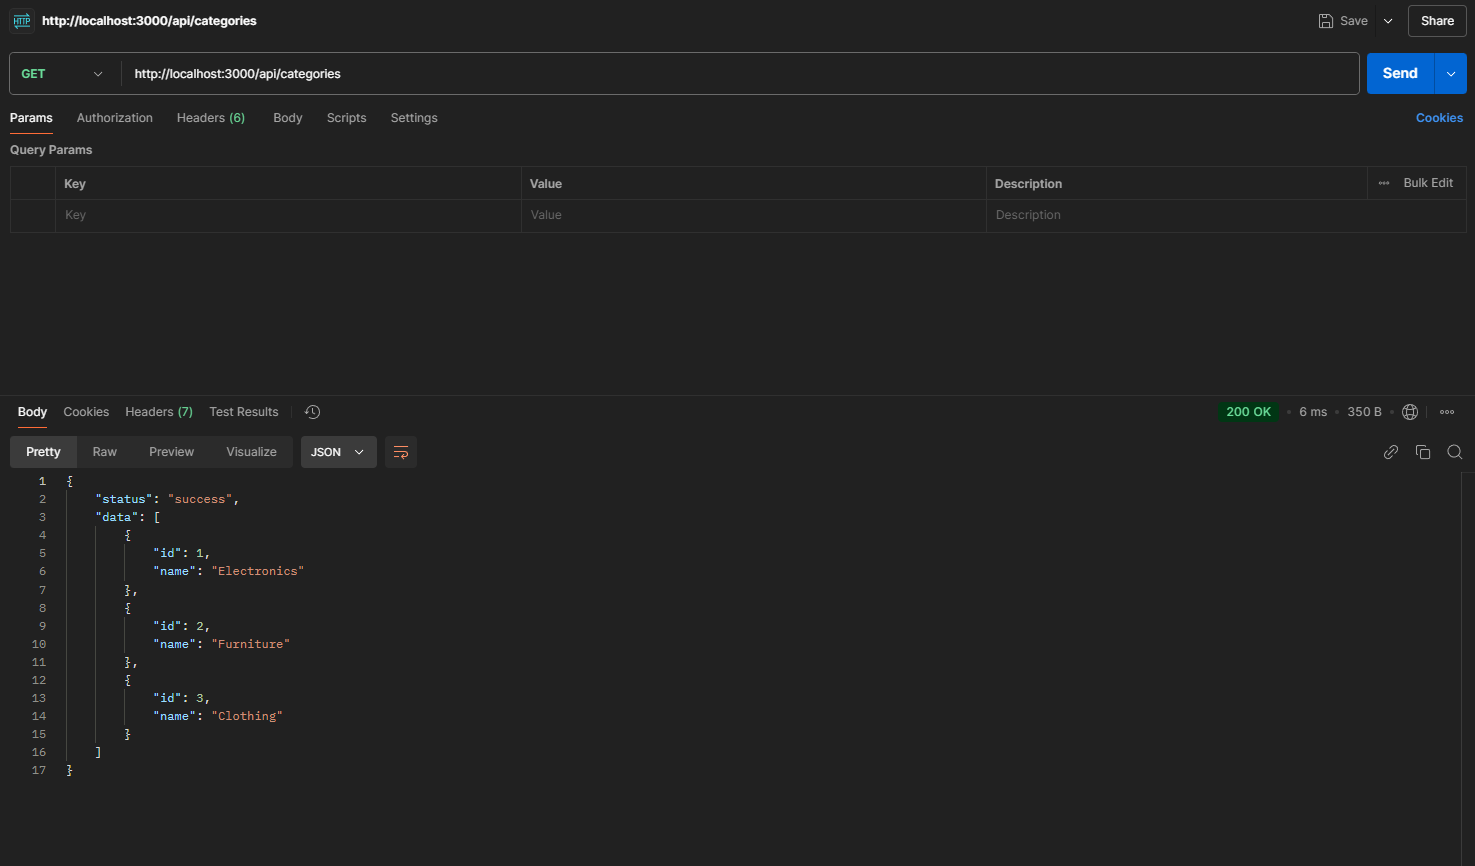 HTTP http://localhost:3000/api/categories Save Share
GET http://localhost:3000/api/categories Send
Params Authorization Headers (6) Body Scripts Settings Cookies
Query Params
Key Value Description Bulk Edit
Key Value Description
Body Cookies Headers (7) Test Results 200 OK 6 ms 350 B
Pretty Raw Preview Visualize JSON
1 {
2 "status": "success",
3 "data": [
4 {
5 "id": 1,
6 "name": "Electronics"
7 },
8 {
9 "id": 2,
10 "name": "Furniture"
11 },
12 {
13 "id": 3,
14 "name": "Clothing"
15 }
16 ]
17 }